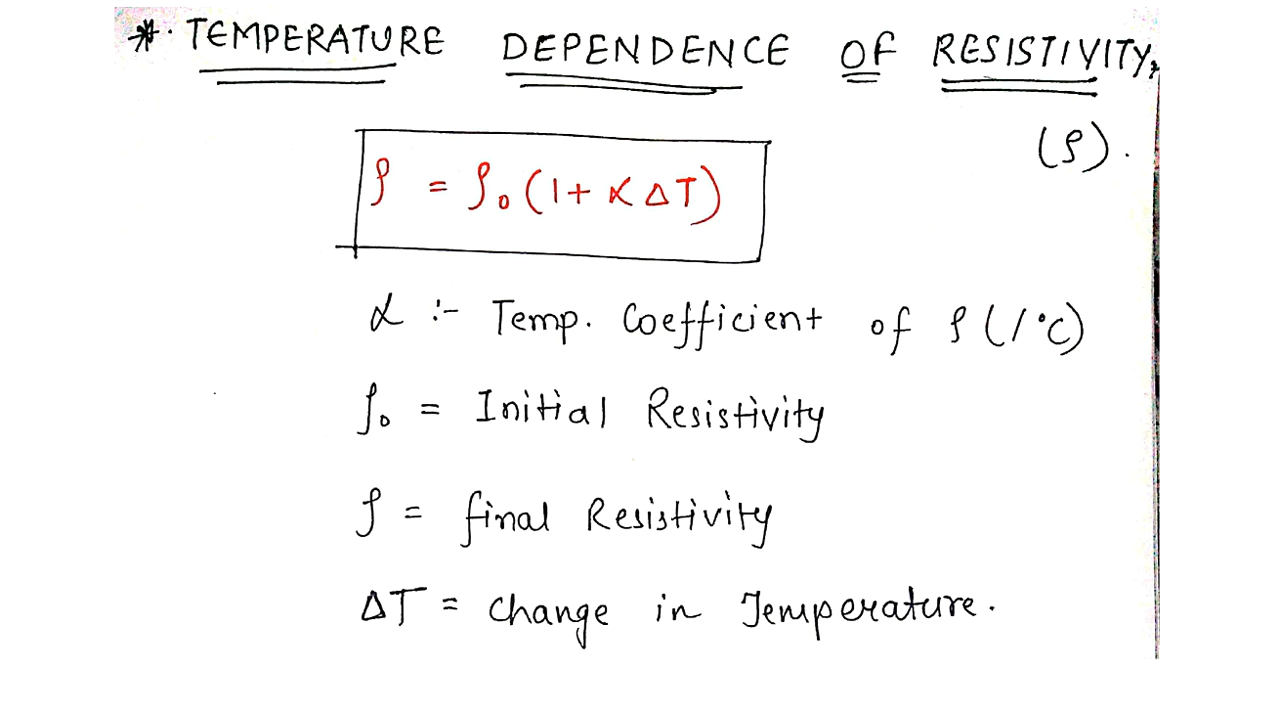 *. TEMPERATURE DEPENDENCE OF RESISTIVITY,
(ρ).
ρ = ρ₀ (1 + α ΔT)
α :- Temp. Coefficient of ρ (/°C)
ρ₀ = Initial Resistivity
ρ = final Resistivity
ΔT = Change in Temperature.